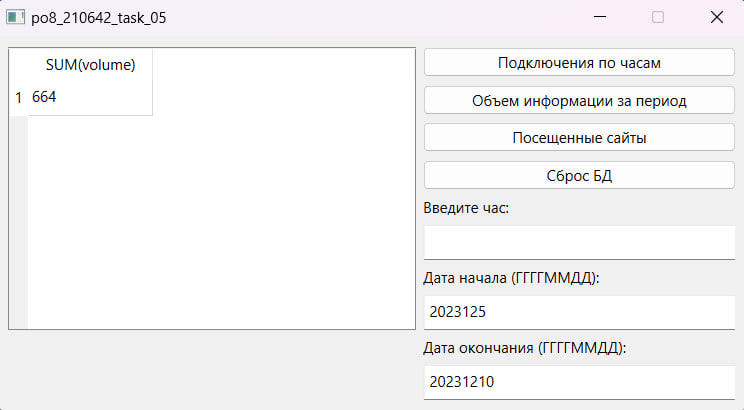 po8_210642_task_05
SUM(volume)
1 664
Подключения по часам
Объем информации за период
Посещенные сайты
Сброс БД
Введите час:
Дата начала (ГГГГММДД):
2023125
Дата окончания (ГГГГММДД):
20231210